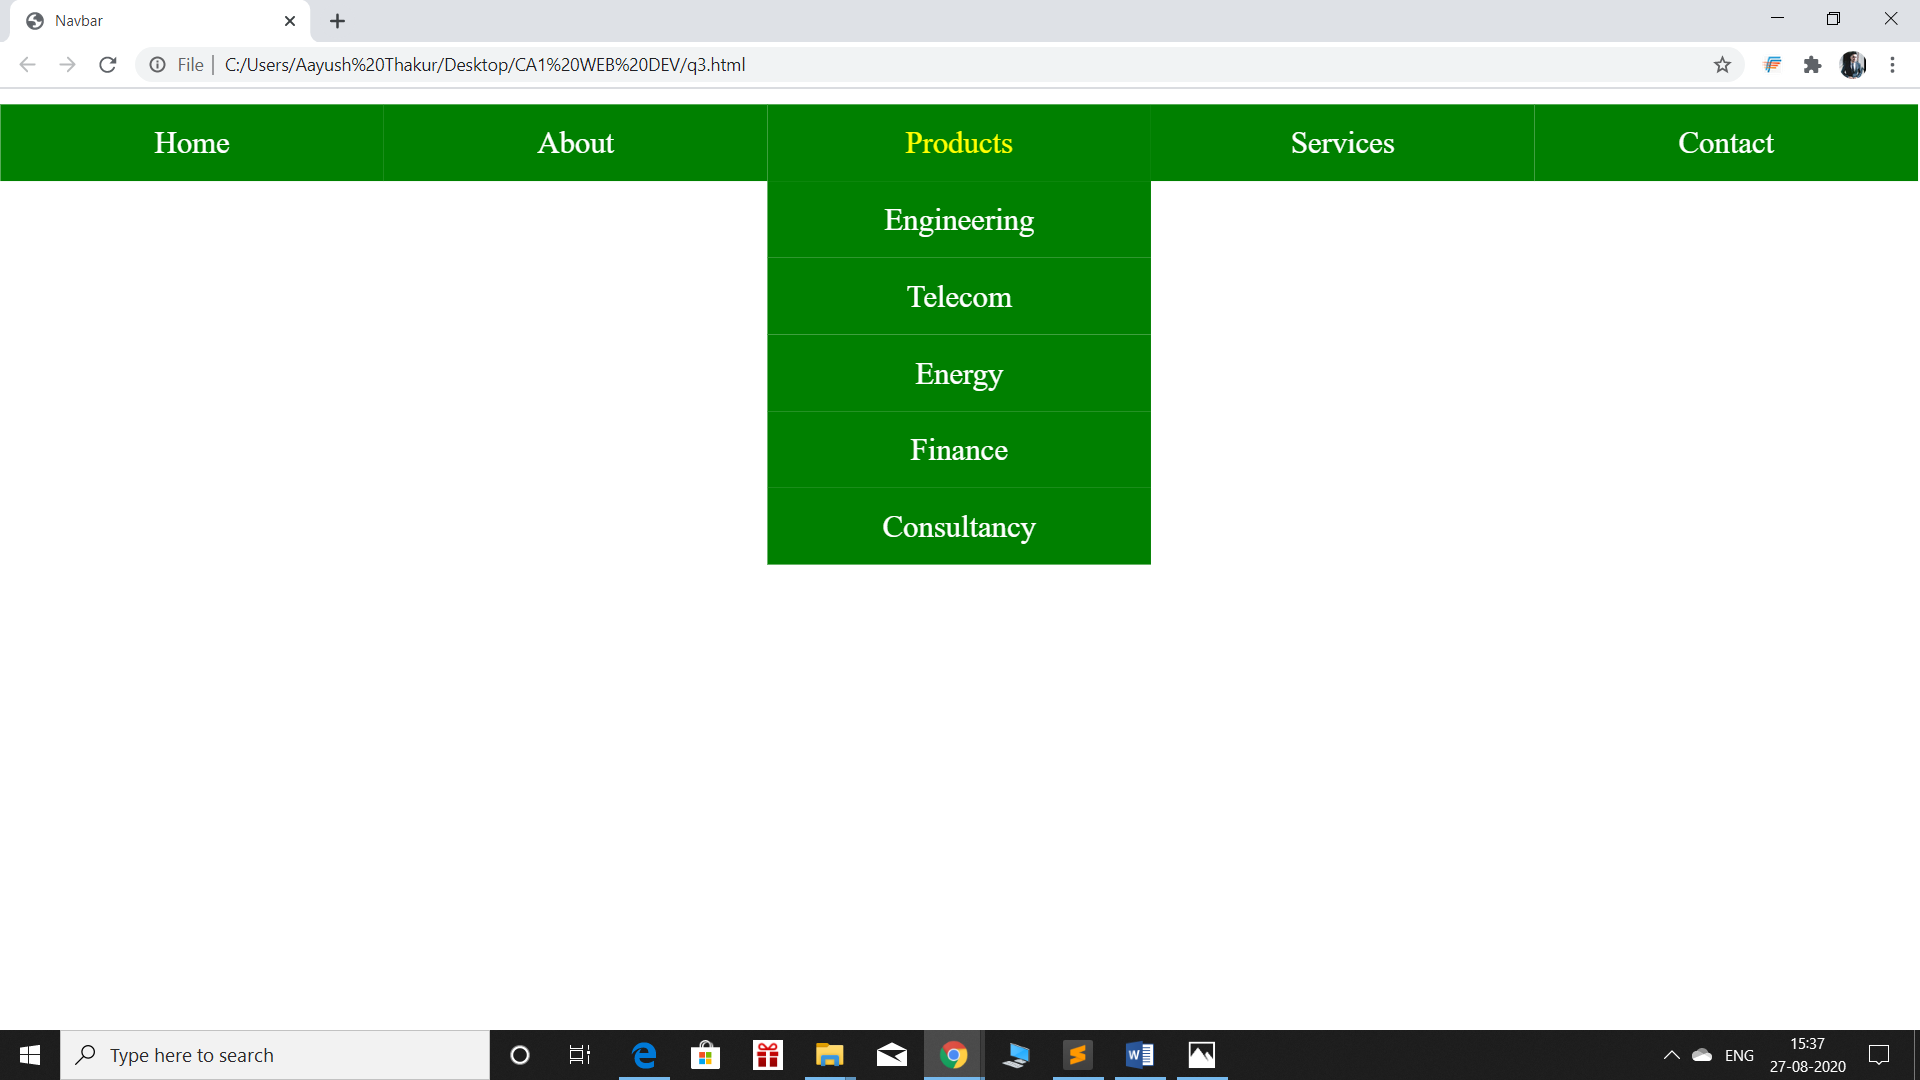 Navbar
File | C:/Users/Aayush%20Thakur/Desktop/CA1%20WEB%20DEV/q3.html
Home About Products Services Contact
Engineering
Telecom
Energy
Finance
Consultancy
Type here to search
ENG
15:37
27-08-2020